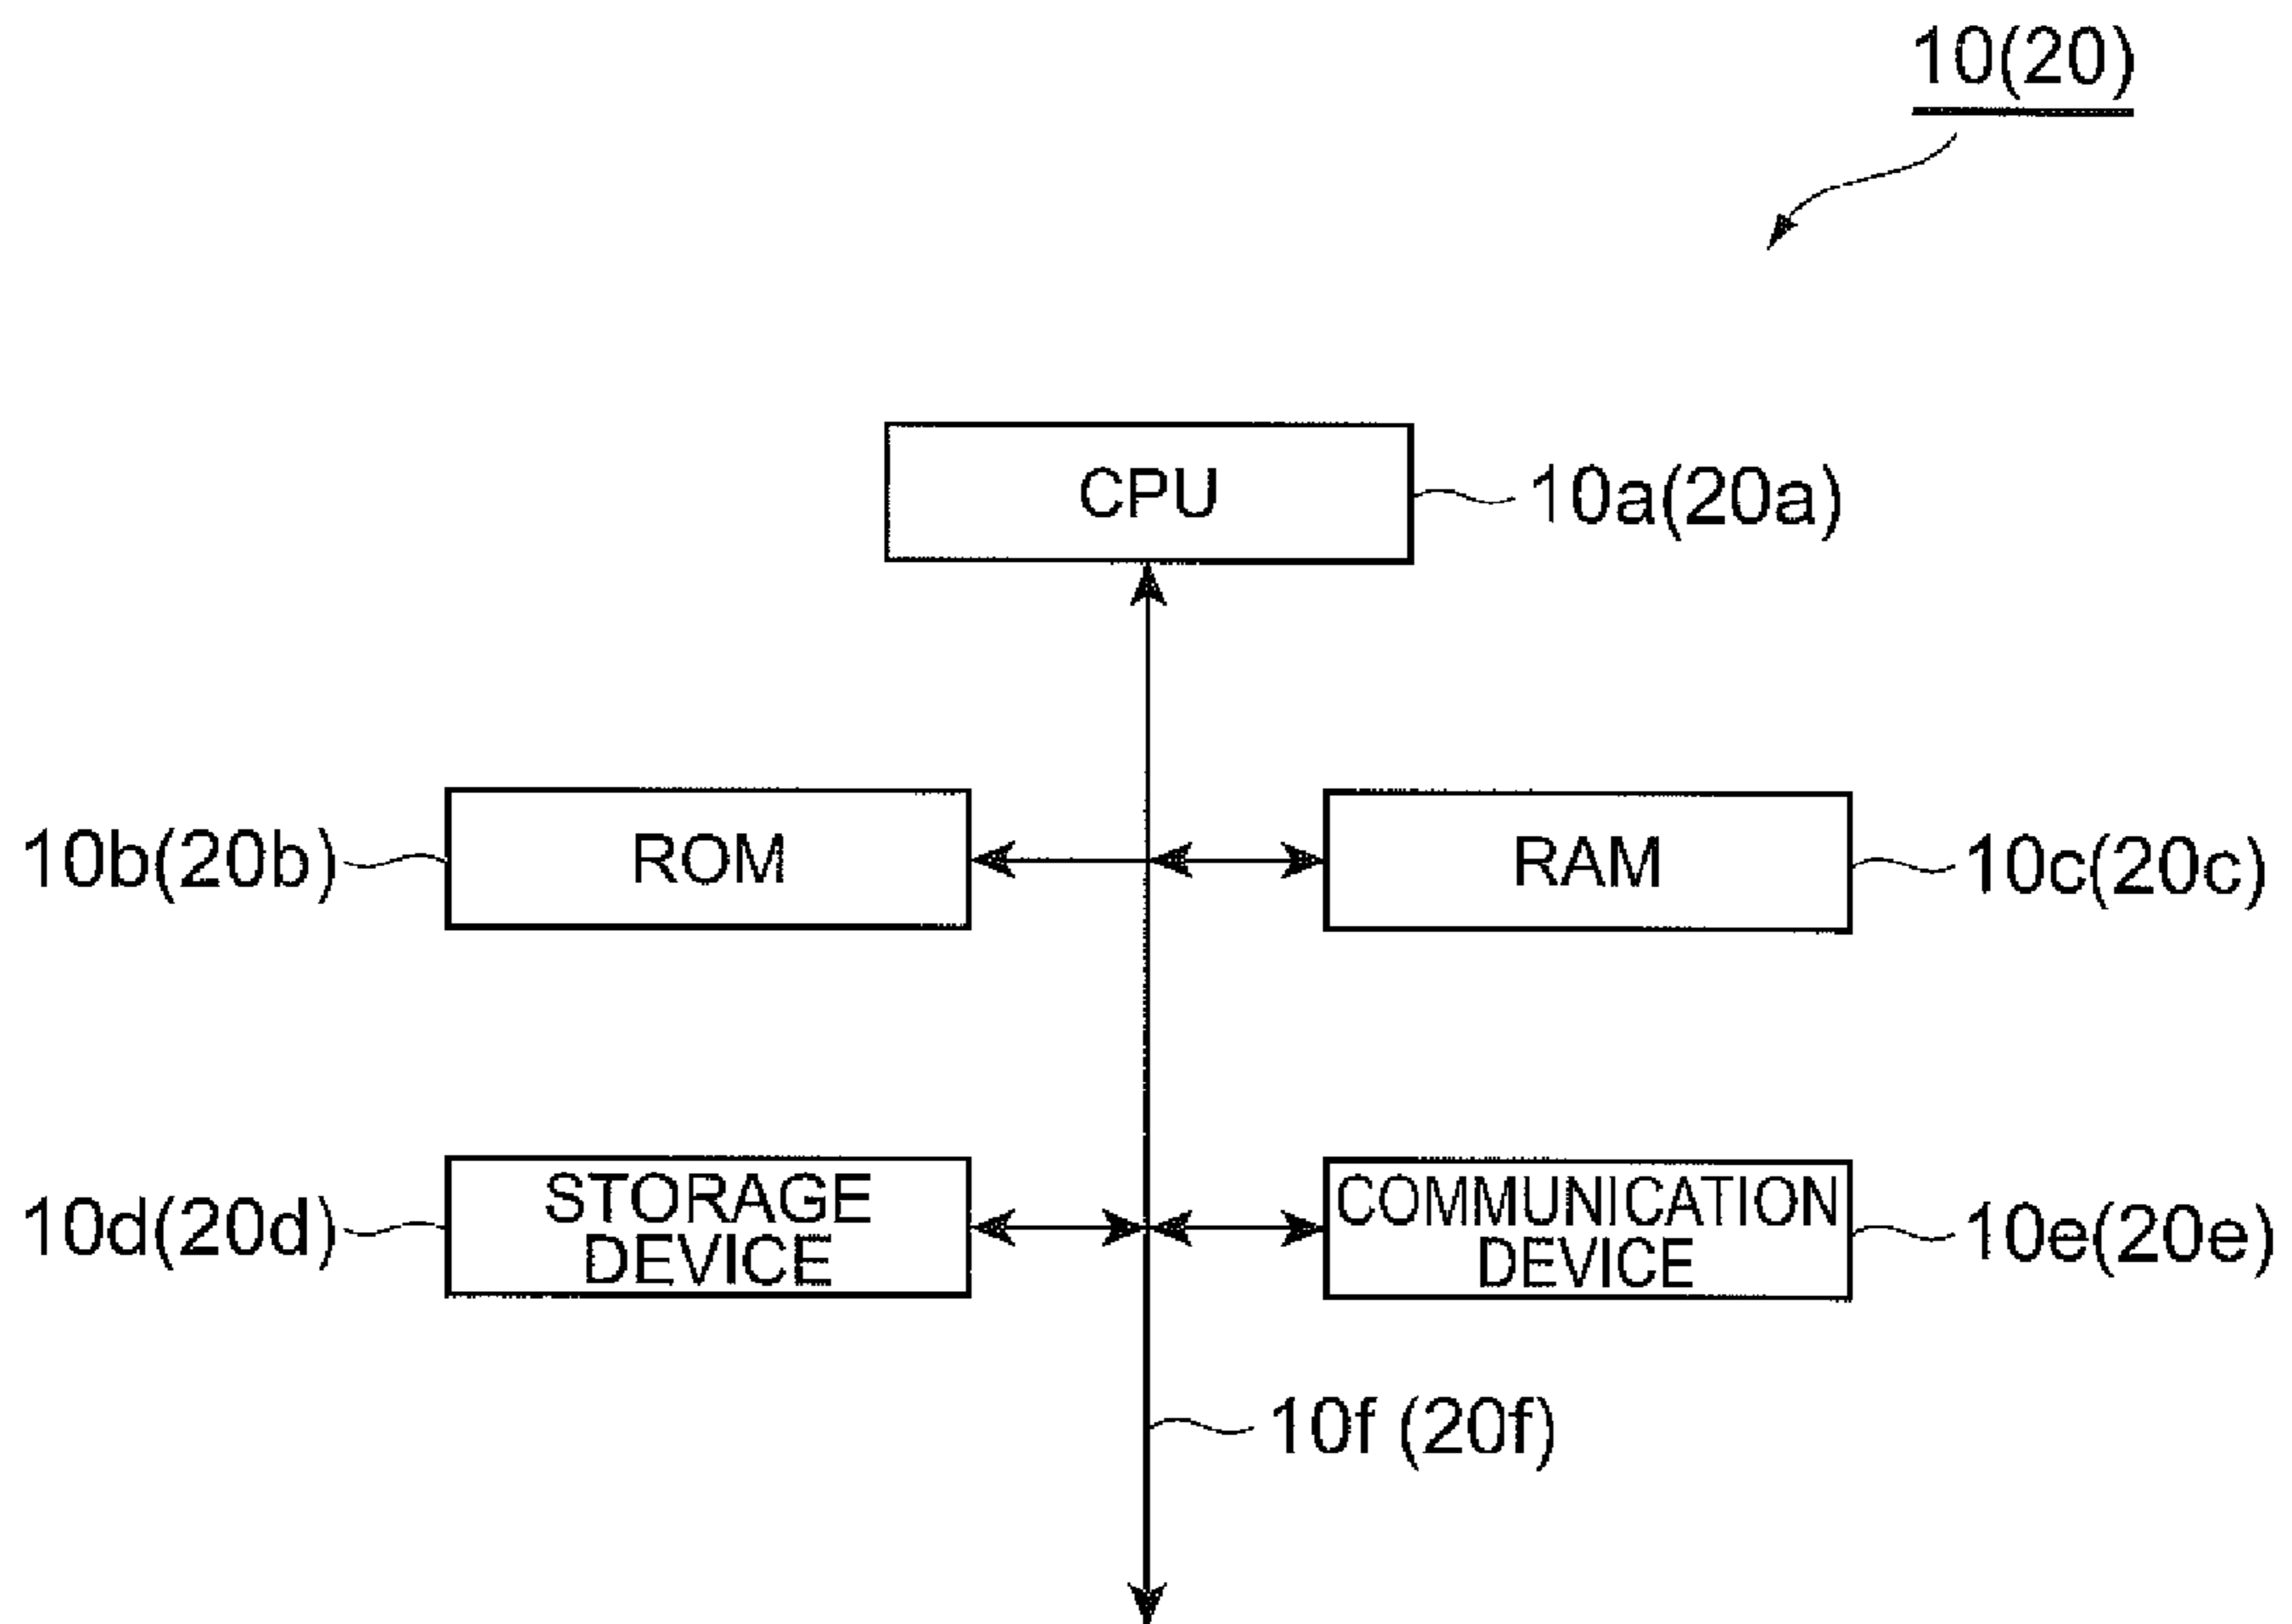 10(20)
CPU
10a(20a)
10b(20b)
ROM
RAM
10c(20c)
10d(20d)
STORAGE
DEVICE
COMMUNICATION
DEVICE
10e(20e)
10f (20f)